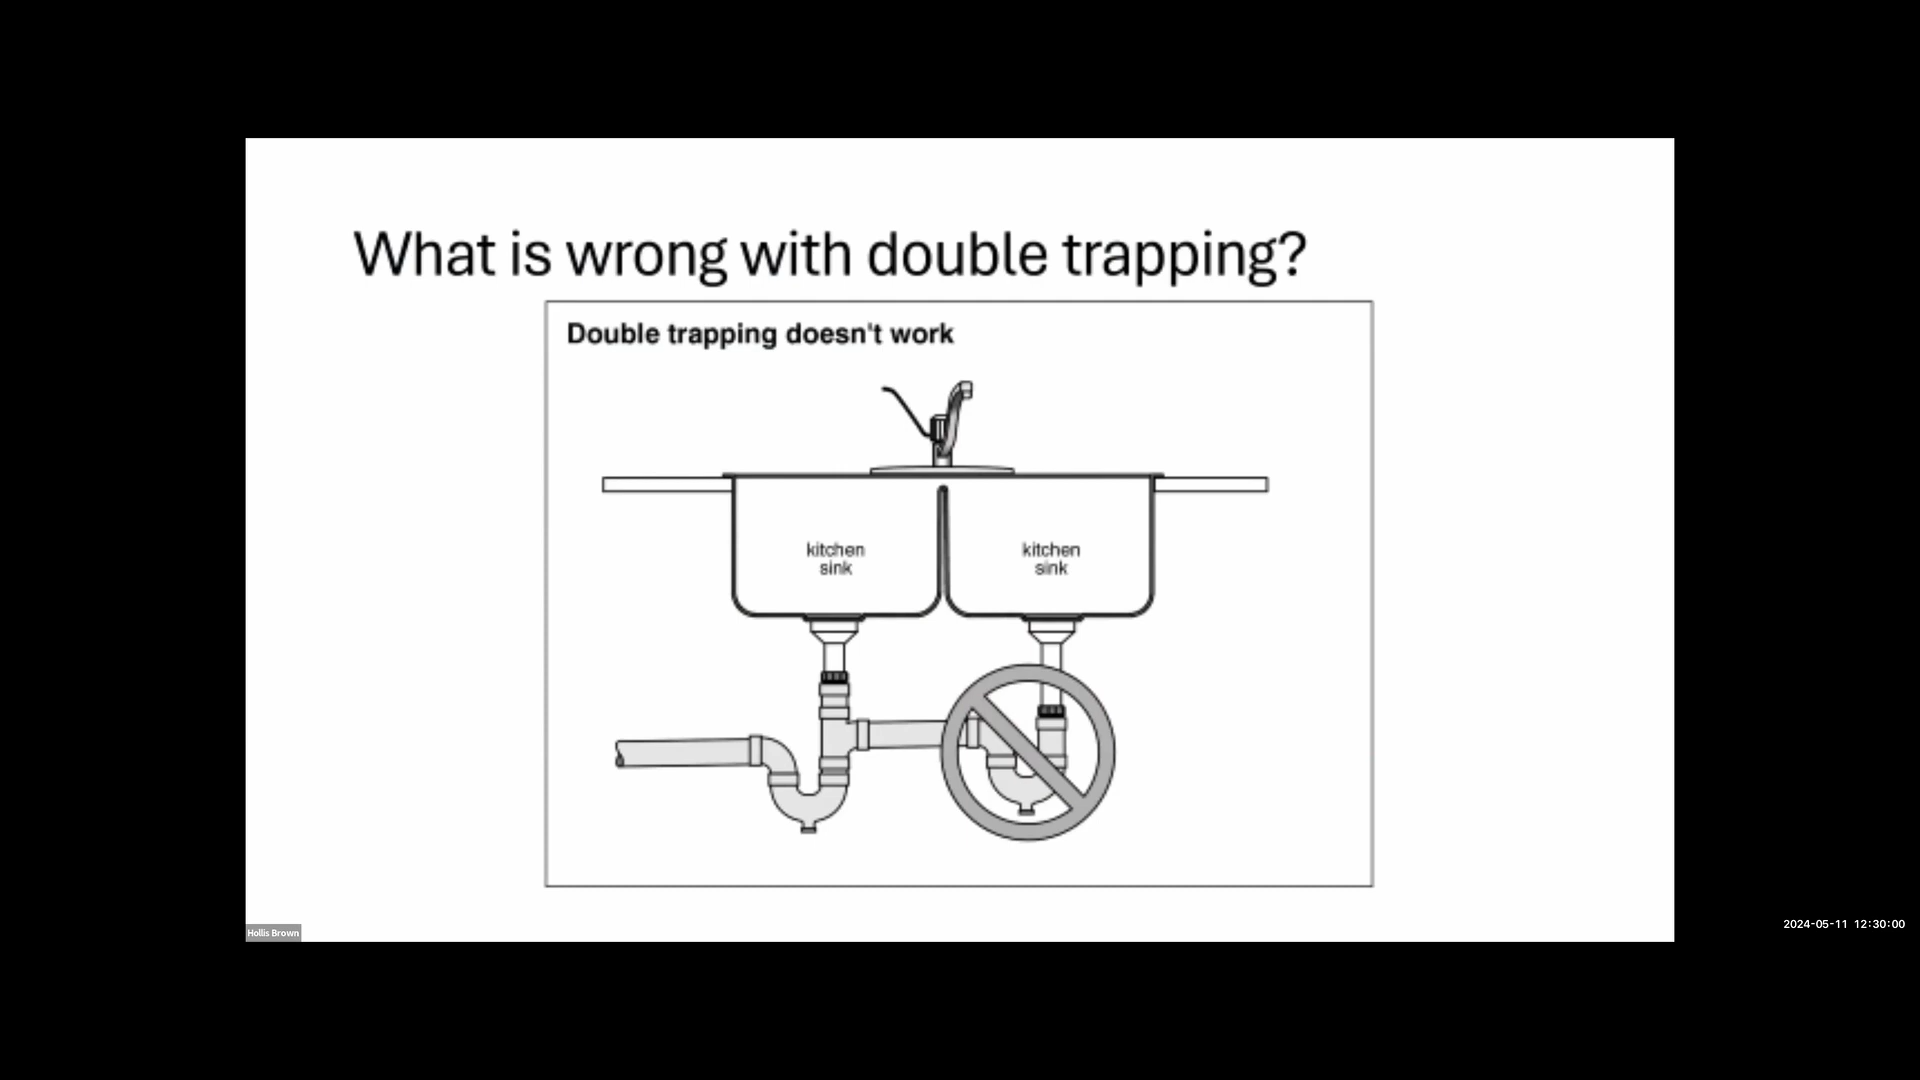 What is wrong with double trapping?
Double trapping doesn't work
kitchen
sink
kitchen
sink
Hollis Brown
2024-05-11 12:30:00